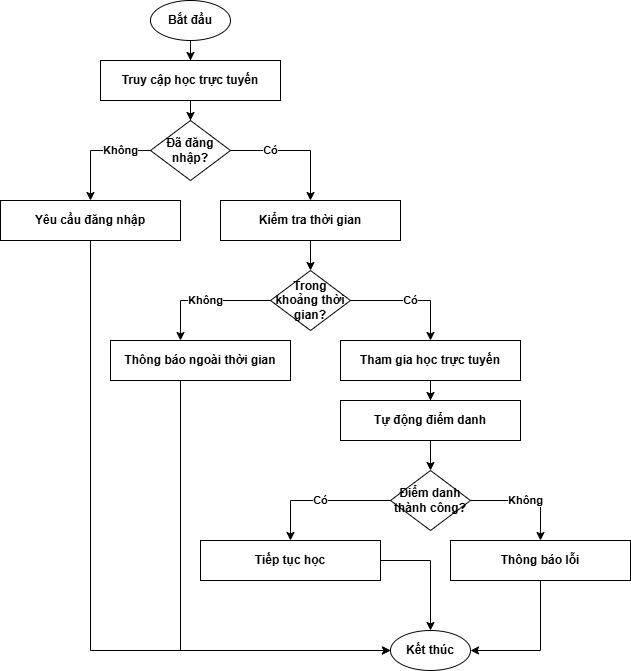 Bắt đầu
Truy cập học trực tuyến
Đã đăng
nhập?
Không
Có
Yêu cầu đăng nhập
Kiểm tra thời gian
Trong
khoảng thời
gian?
Không
Có
Thông báo ngoài thời gian
Tham gia học trực tuyến
Tự động điểm danh
Điểm danh
thành công?
Có
Không
Tiếp tục học
Thông báo lỗi
Kết thúc